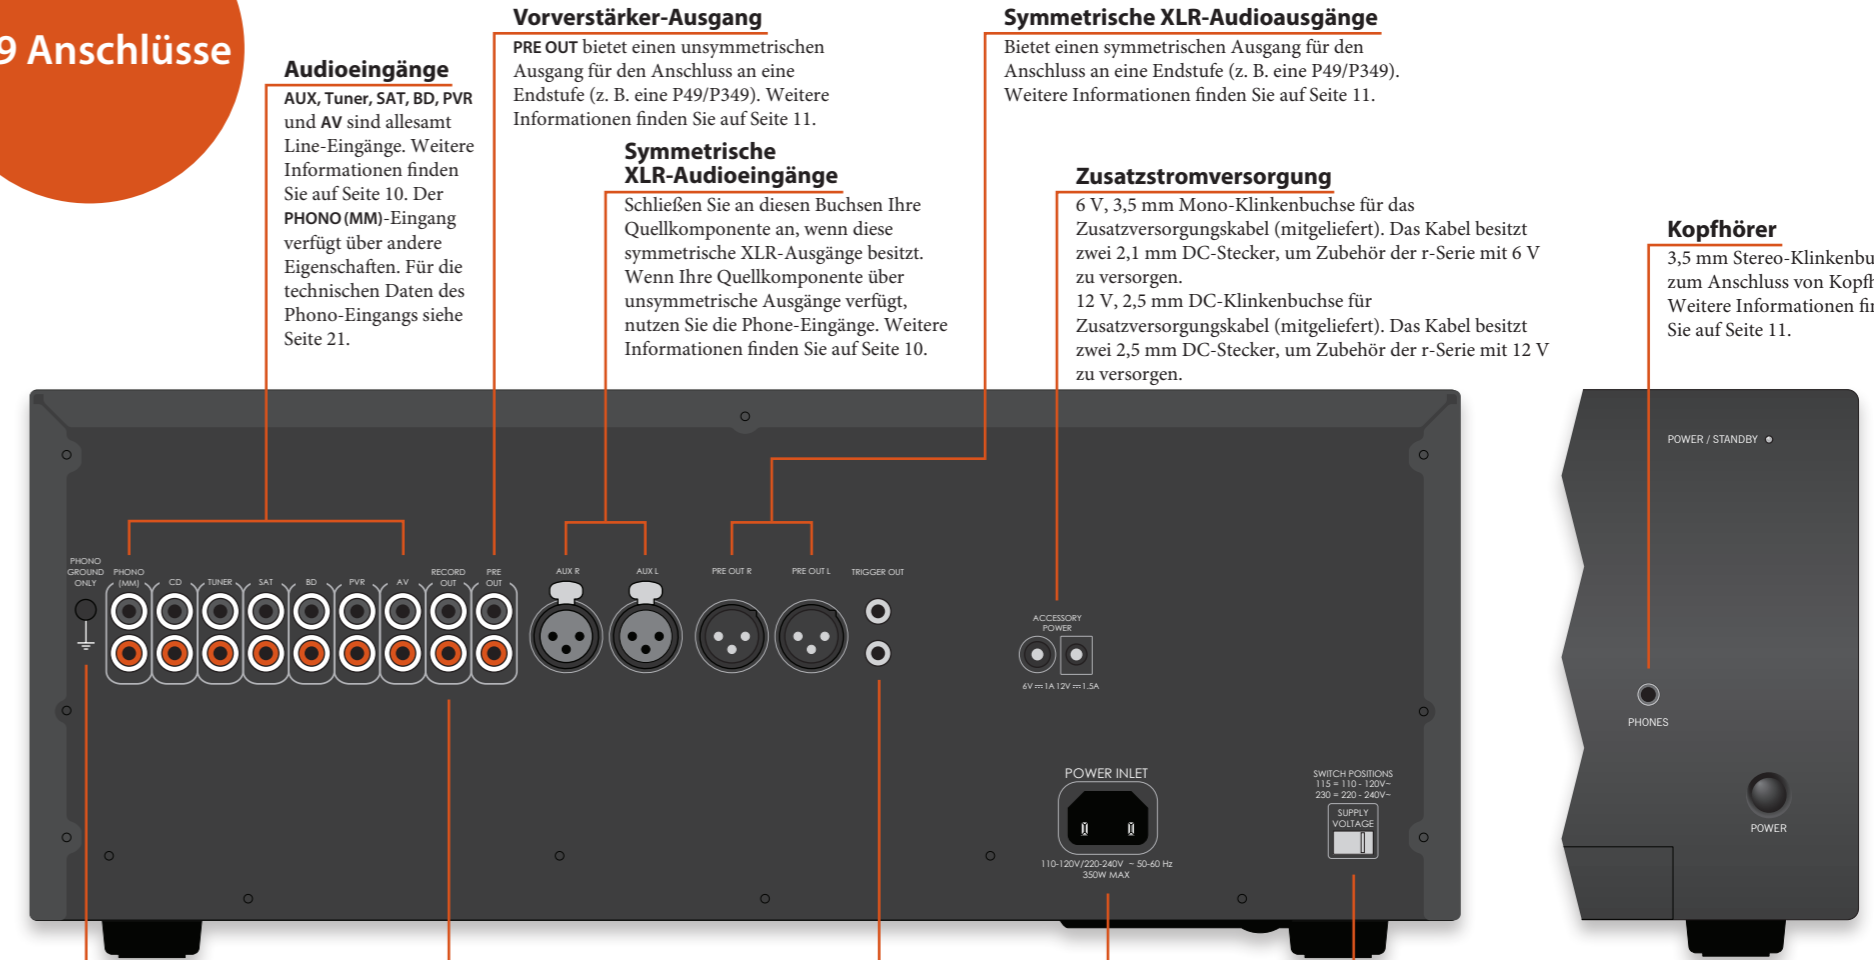 9 Anschlüsse
Audioeingänge
AUX, Tuner, SAT, BD, PVR
und AV sind allesamt
Line-Eingänge. Weitere
Informationen finden
Sie auf Seite 10. Der
PHONO (MM)-Eingang
verfügt über andere
Eigenschaften. Für die
technischen Daten des
Phono-Eingangs siehe
Seite 21.
Vorverstärker-Ausgang
PRE OUT bietet einen unsymmetrischen
Ausgang für den Anschluss an eine
Endstufe (z. B. eine P49/P349). Weitere
Informationen finden Sie auf Seite 11.
Symmetrische
XLR-Audioeingänge
Schließen Sie an diesen Buchsen Ihre
Quellkomponente an, wenn diese
symmetrische XLR-Ausgänge besitzt.
Wenn Ihre Quellkomponente über
unsymmetrische Ausgänge verfügt,
nutzen Sie die Phone-Eingänge. Weitere
Informationen finden Sie auf Seite 10.
Symmetrische XLR-Audioausgänge
Bietet einen symmetrischen Ausgang für den
Anschluss an eine Endstufe (z. B. eine P49/P349).
Weitere Informationen finden Sie auf Seite 11.
Zusatzstromversorgung
6 V, 3,5 mm Mono-Klinkenbuchse für das
Zusatzversorgungskabel (mitgeliefert). Das Kabel besitzt
zwei 2,1 mm DC-Stecker, um Zubehör der r-Serie mit 6 V
zu versorgen.
12 V, 2,5 mm DC-Klinkenbuchse für
Zusatzversorgungskabel (mitgeliefert). Das Kabel besitzt
zwei 2,5 mm DC-Stecker, um Zubehör der r-Serie mit 12 V
zu versorgen.
Kopfhörer
3,5 mm Stereo-Klinkenbu
zum Anschluss von Kopfh
Weitere Informationen fin
Sie auf Seite 11.
PHONO
GROUND
ONLY
PHONO
(MM)
CD
TUNER
SAT
BD
PVR
AV
RECORD
OUT
PRE
OUT
AUX R
AUX L
PRE OUT R
PRE OUT L
TRIGGER OUT
ACCESSORY
POWER
6V ⎓ 1A 12V ⎓ 1.5A
POWER INLET
110-120V/220-240V ~ 50-60 Hz
350W MAX
SWITCH POSITIONS
115 = 110 - 120V~
230 = 220 - 240V~
SUPPLY
VOLTAGE
POWER / STANDBY
PHONES
POWER